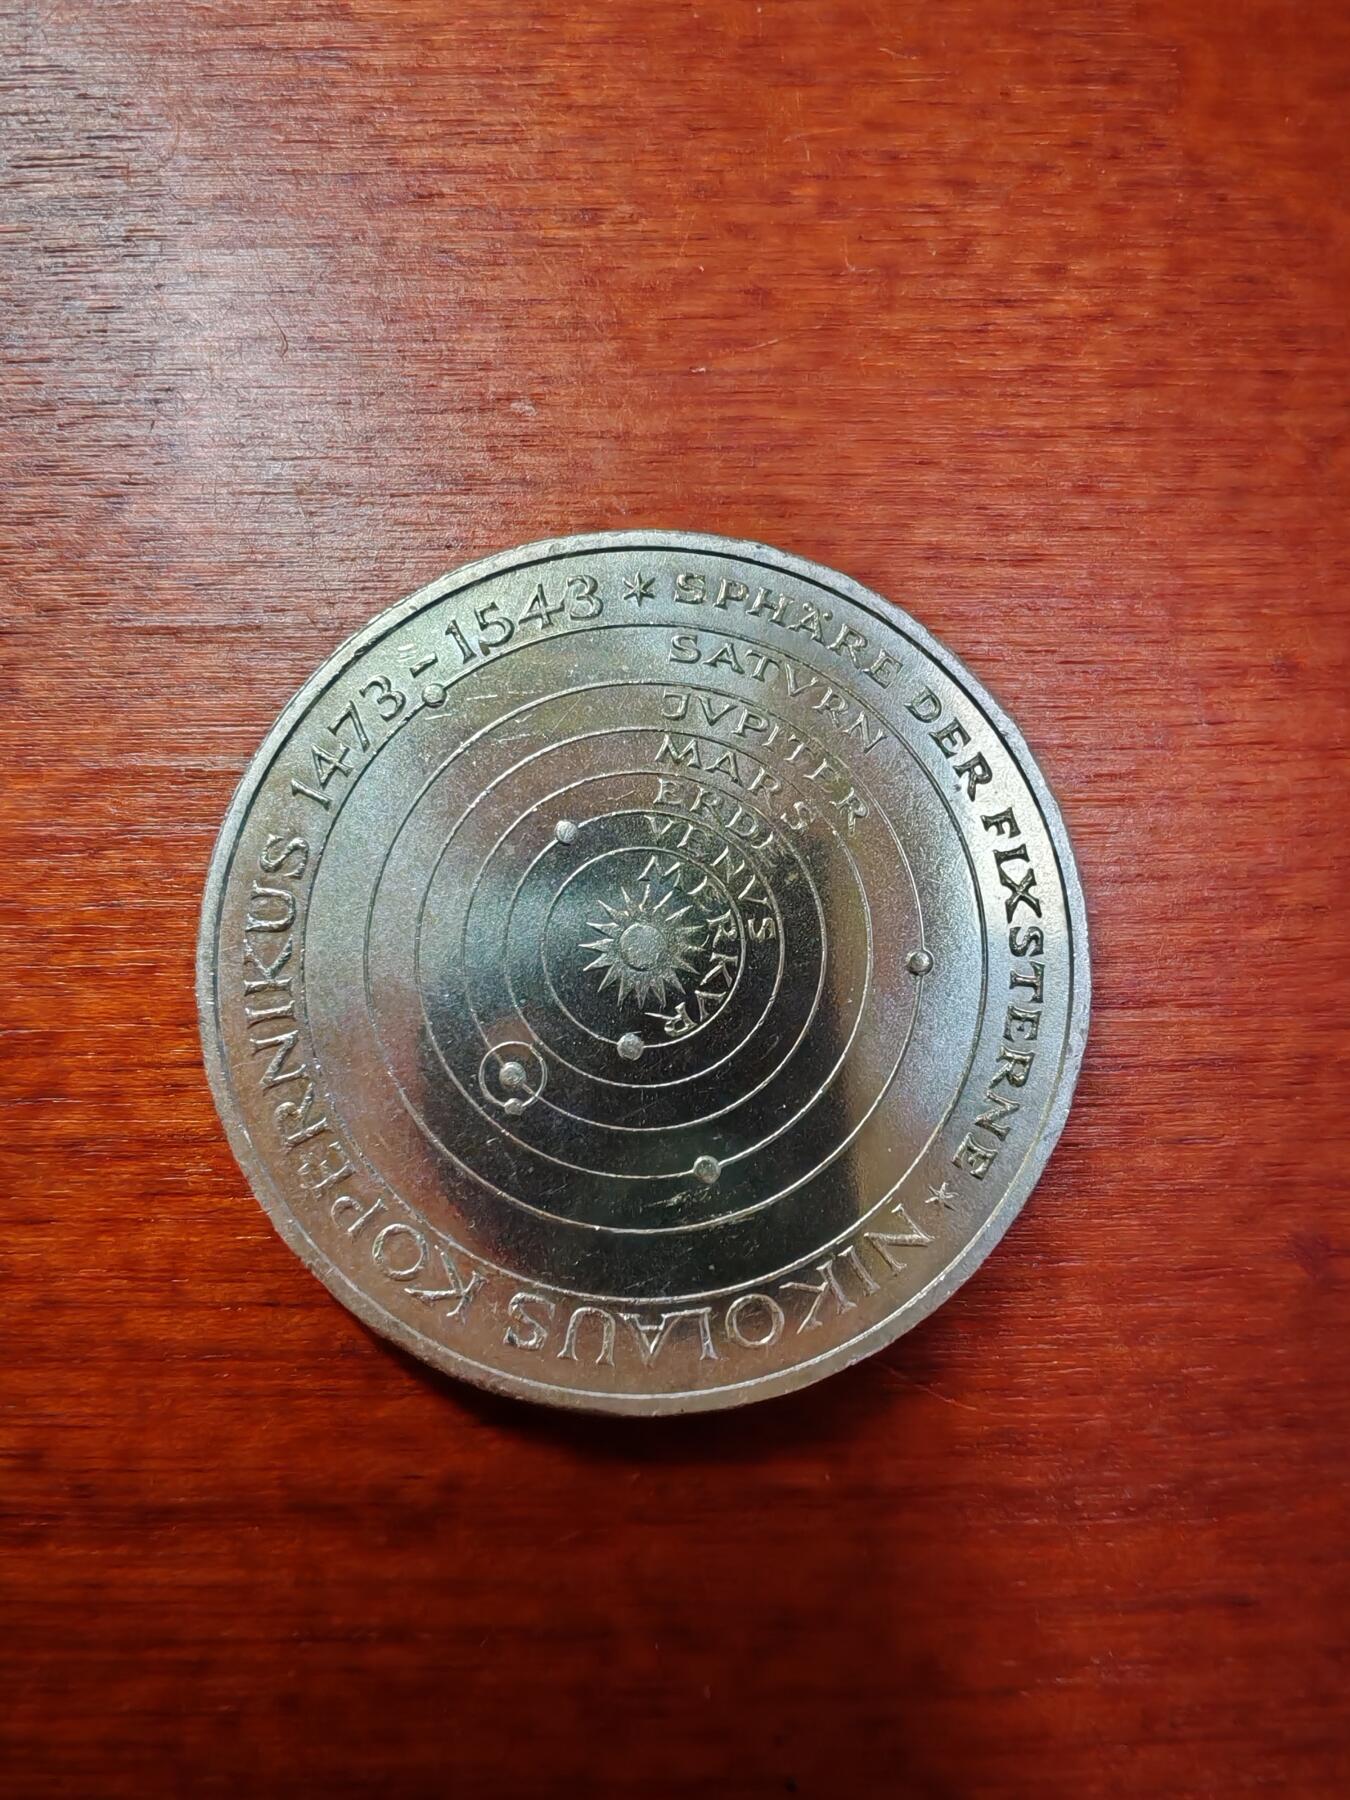 SPHÄRE DER FIXSTERNE * NIKOLAUS KOPERNIKUS 1473-1543 *
SATVRN
JVPITER
MARS
ERDE
VENVS
MERKVR